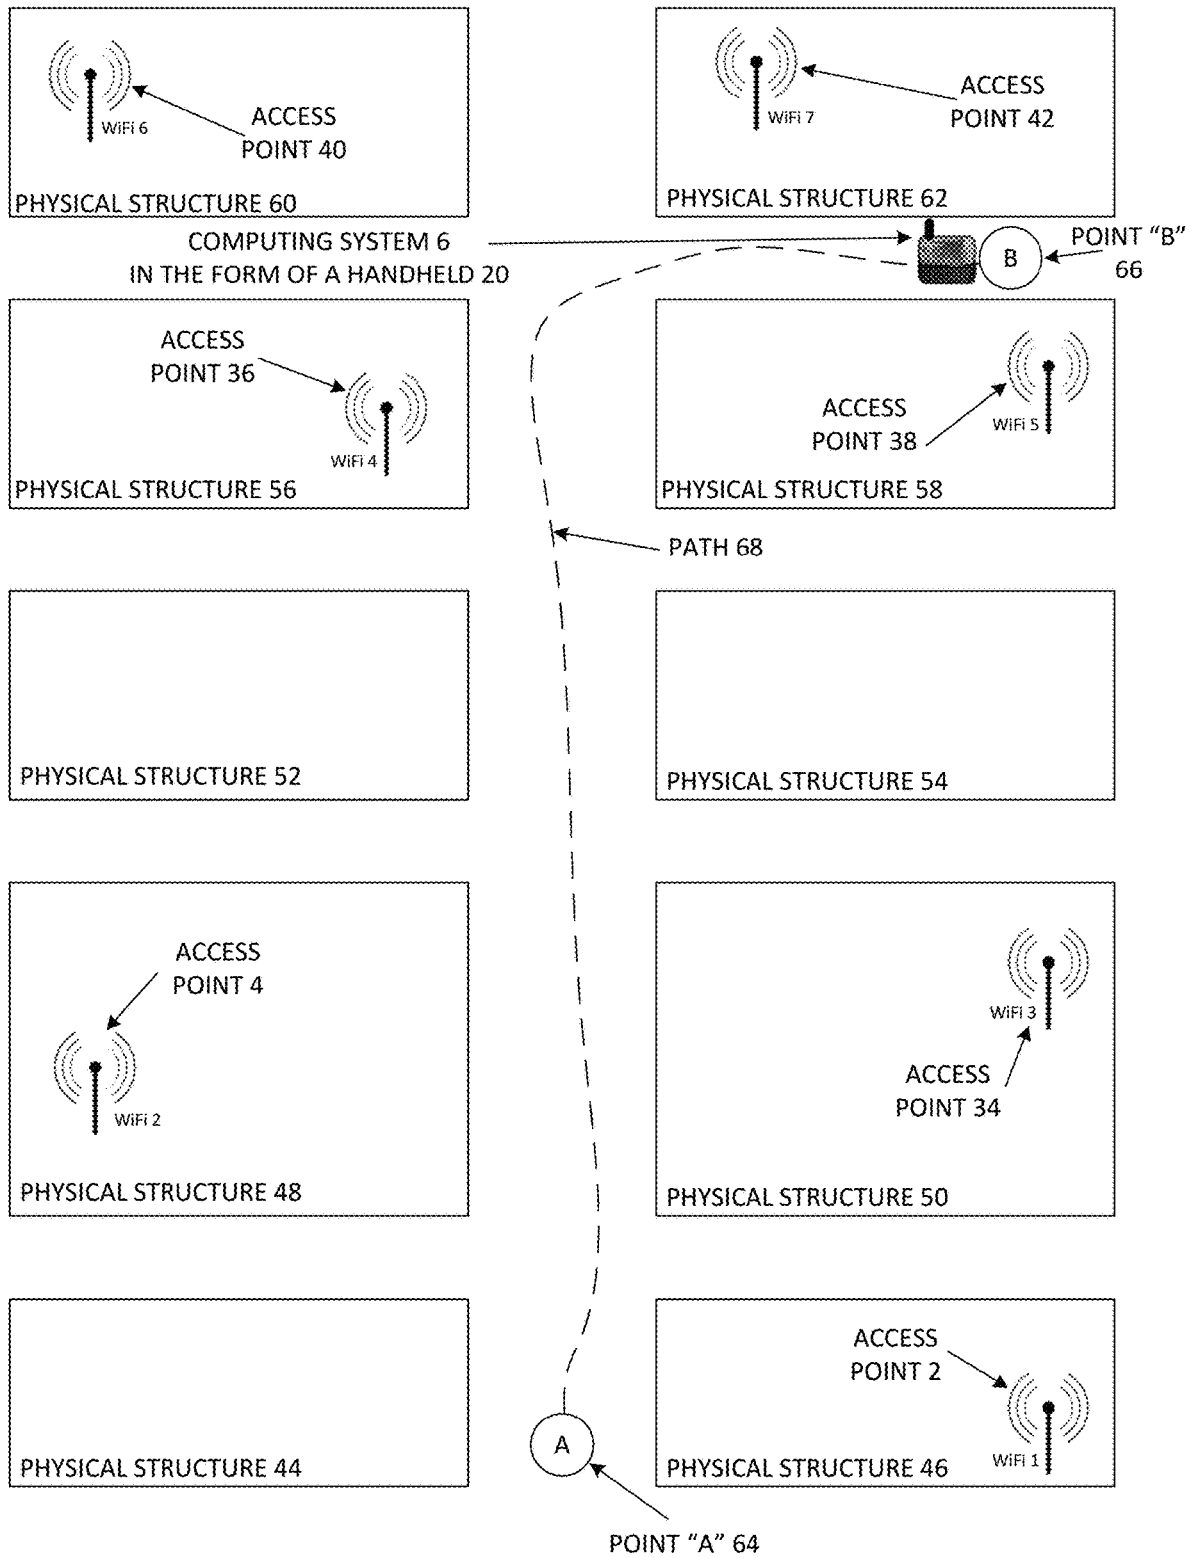 WiFi 6
ACCESS
POINT 40
PHYSICAL STRUCTURE 60
WiFi 7
ACCESS
POINT 42
PHYSICAL STRUCTURE 62
COMPUTING SYSTEM 6
IN THE FORM OF A HANDHELD 20
B
POINT “B”
66
ACCESS
POINT 36
WiFi 4
PHYSICAL STRUCTURE 56
ACCESS
POINT 38
WiFi 5
PHYSICAL STRUCTURE 58
PATH 68
PHYSICAL STRUCTURE 52
PHYSICAL STRUCTURE 54
ACCESS
POINT 4
WiFi 2
PHYSICAL STRUCTURE 48
WiFi 3
ACCESS
POINT 34
PHYSICAL STRUCTURE 50
PHYSICAL STRUCTURE 44
A
ACCESS
POINT 2
WiFi 1
PHYSICAL STRUCTURE 46
POINT “A” 64